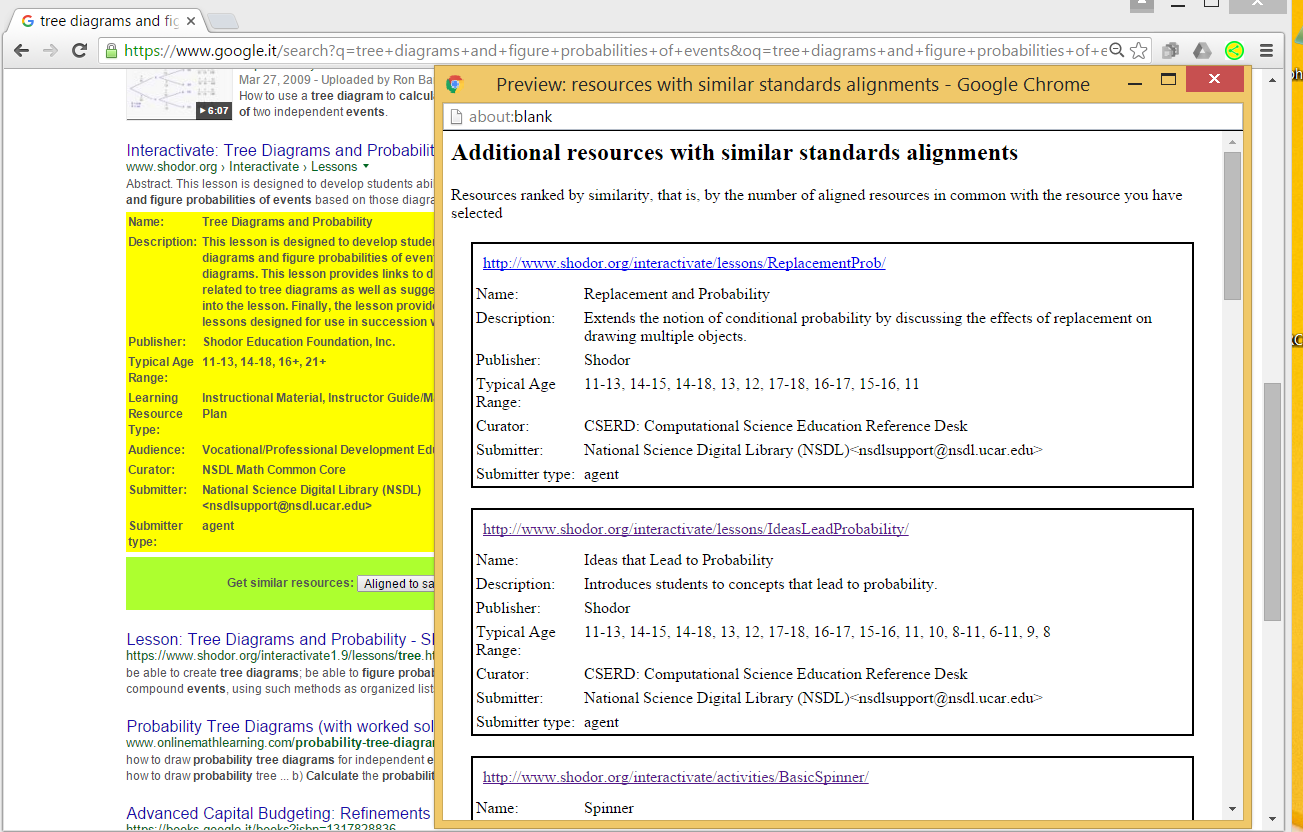 tree diagrams and fig
https://www.google.it/search?q=tree+diagrams+and+figure+probabilities+of+events&oq=tree+diagrams+and+figure+probabilities+of+e
Mar 27, 2009 - Uploaded by Ron Ba
How to use a tree diagram to calcul
of two independent events.
6:07
Interactivate: Tree Diagrams and Probabilit
www.shodor.org › Interactivate › Lessons
Abstract. This lesson is designed to develop students abi
and figure probabilities of events based on those diagra
Name: Tree Diagrams and Probability
Description: This lesson is designed to develop studen
diagrams and figure probabilities of event
diagrams. This lesson provides links to d
related to tree diagrams as well as sugge
into the lesson. Finally, the lesson provide
lessons designed for use in succession w
Publisher: Shodor Education Foundation, Inc.
Typical Age 11-13, 14-18, 16+, 21+
Range:
Learning Instructional Material, Instructor Guide/M
Resource Plan
Type:
Audience: Vocational/Professional Development Edu
Curator: NSDL Math Common Core
Submitter: National Science Digital Library (NSDL)
<nsdlsupport@nsdl.ucar.edu>
Submitter agent
type:
Get similar resources: Aligned to sa
Lesson: Tree Diagrams and Probability - S
https://www.shodor.org/interactivate1.9/lessons/tree.h
be able to create tree diagrams; be able to figure probal
compound events, using such methods as organized list
Probability Tree Diagrams (with worked sol
www.onlinemathlearning.com/probability-tree-diagra
how to draw probability tree diagrams for independent e
how to draw probability tree ... b) Calculate the probabilit
Advanced Capital Budgeting: Refinements
https://books.google.it/books?isbn=1317828836
Preview: resources with similar standards alignments - Google Chrome
about:blank
Additional resources with similar standards alignments
Resources ranked by similarity, that is, by the number of aligned resources in common with the resource you have
selected
http://www.shodor.org/interactivate/lessons/ReplacementProb/
Name: Replacement and Probability
Description: Extends the notion of conditional probability by discussing the effects of replacement on
drawing multiple objects.
Publisher: Shodor
Typical Age 11-13, 14-15, 14-18, 13, 12, 17-18, 16-17, 15-16, 11
Range:
Curator: CSERD: Computational Science Education Reference Desk
Submitter: National Science Digital Library (NSDL)<nsdlsupport@nsdl.ucar.edu>
Submitter type: agent
http://www.shodor.org/interactivate/lessons/IdeasLeadProbability/
Name: Ideas that Lead to Probability
Description: Introduces students to concepts that lead to probability.
Publisher: Shodor
Typical Age 11-13, 14-15, 14-18, 13, 12, 17-18, 16-17, 15-16, 11, 10, 8-11, 6-11, 9, 8
Range:
Curator: CSERD: Computational Science Education Reference Desk
Submitter: National Science Digital Library (NSDL)<nsdlsupport@nsdl.ucar.edu>
Submitter type: agent
http://www.shodor.org/interactivate/activities/BasicSpinner/
Name: Spinner